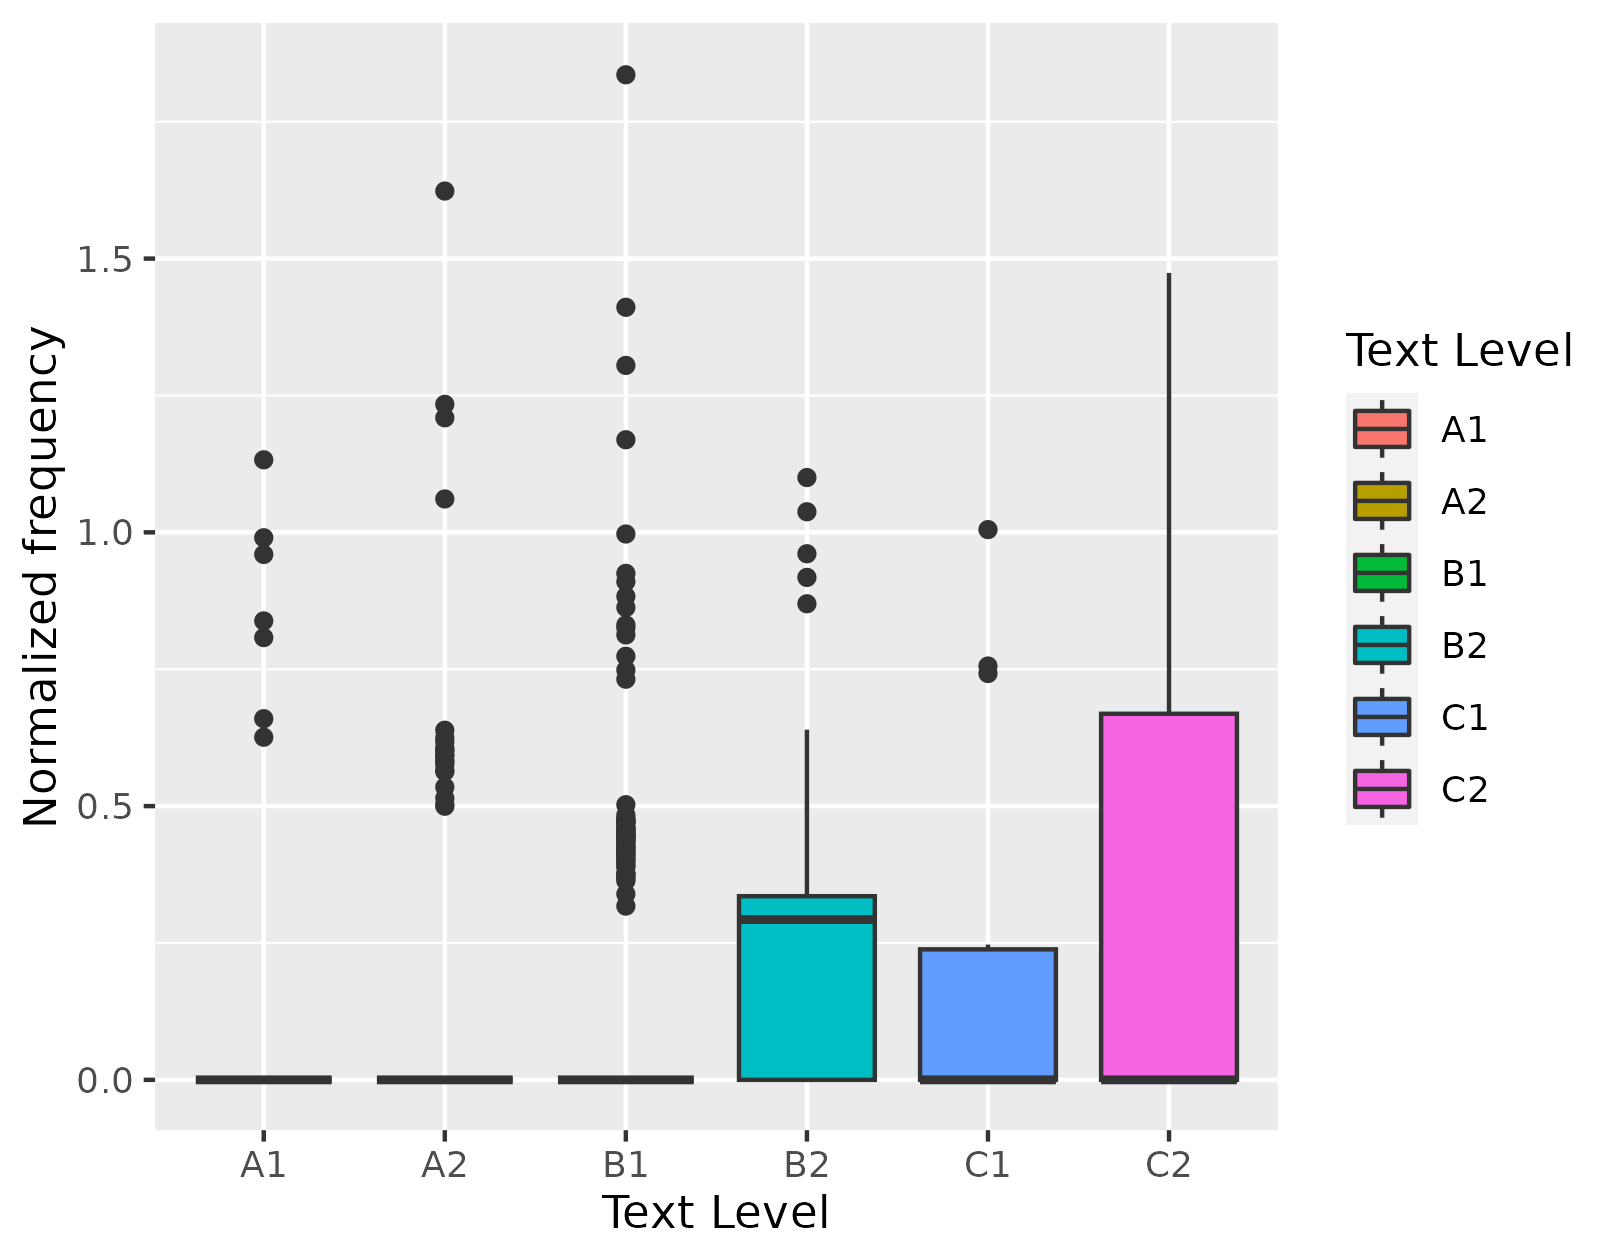 Normalized frequency
1.5
1.0
0.5
0.0
A1 A2 B1 B2 C1 C2
Text Level
Text Level
A1
A2
B1
B2
C1
C2